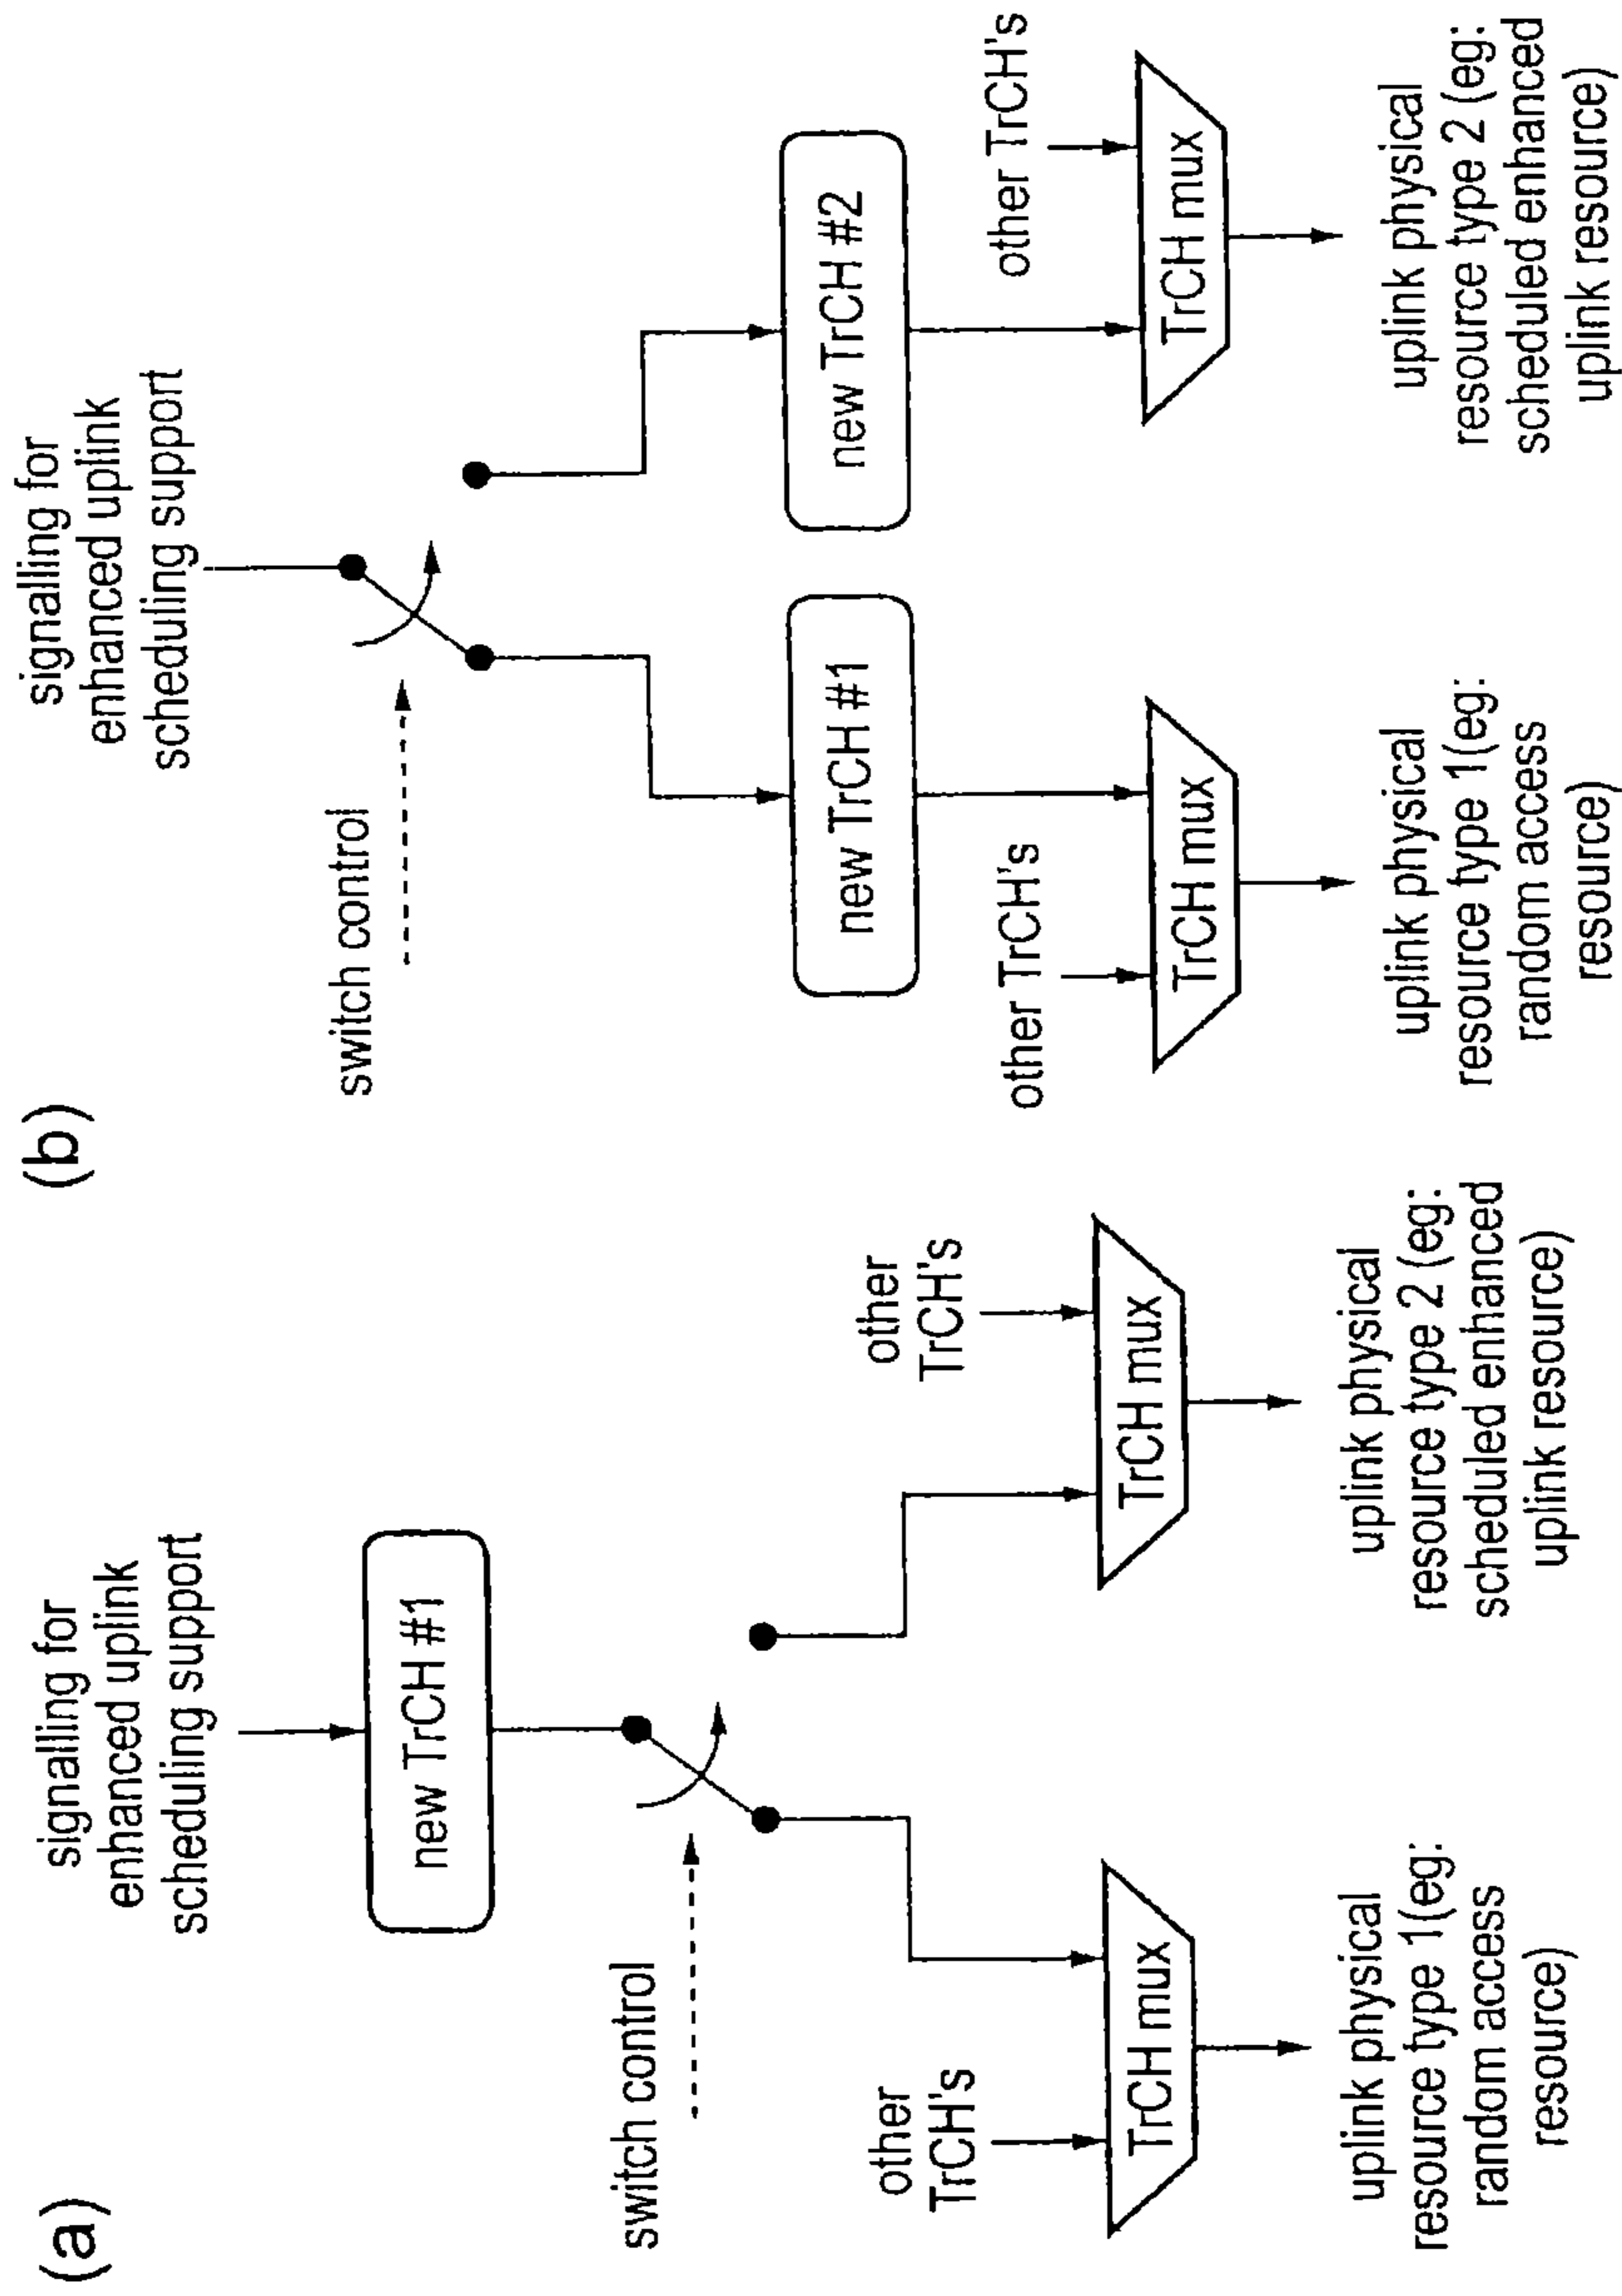 (a)
signalling for
enhanced uplink
scheduling support
new TrCH #1
switch control
other
TrCH's
other
TrCH's
TrCH mux
TrCH mux
uplink physical
resource type 1(eg:
random access
resource)
uplink physical
resource type 2 (eg:
scheduled enhanced
uplink resource)
(b)
signalling for
enhanced uplink
scheduling support
switch control
new TrCH #1
new TrCH #2
other TrCH's
other TrCH's
TrCH mux
TrCH mux
uplink physical
resource type 1(eg:
random access
resource)
uplink physical
resource type 2 (eg:
scheduled enhanced
uplink resource)